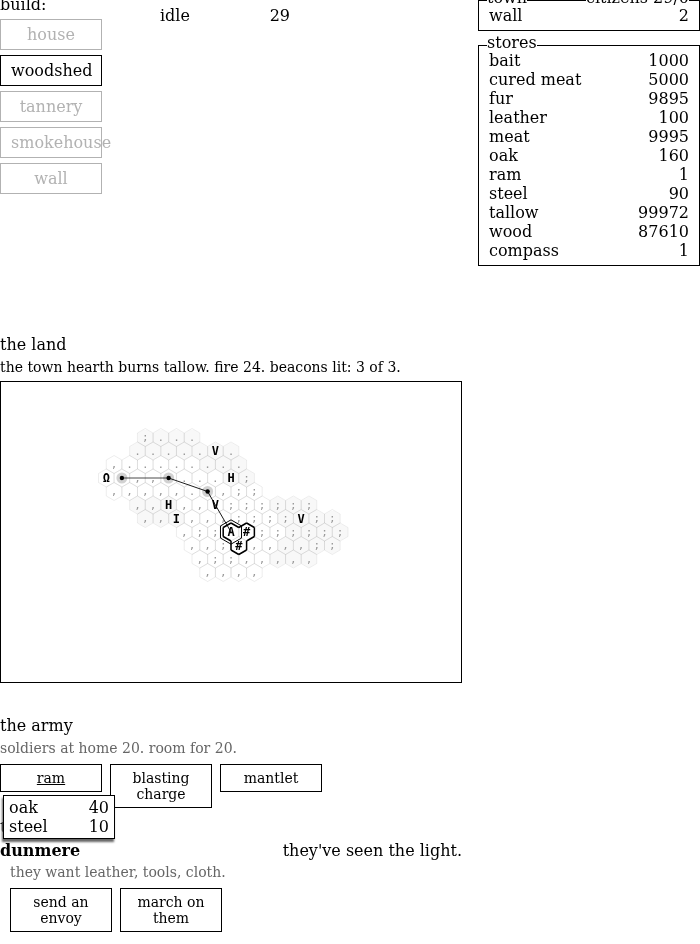 build:
idle 29
house
woodshed
tannery
smokehouse
wall
wall 2
stores
bait 1000
cured meat 5000
fur 9895
leather 100
meat 9995
oak 160
ram 1
steel 90
tallow 99972
wood 87610
compass 1
the land
the town hearth burns tallow. fire 24. beacons lit: 3 of 3.
V
Ω
H
H
V
I
V
A #
#
the army
soldiers at home 20. room for 20.
ram
blasting charge
mantlet
oak 40
steel 10
dunmere they've seen the light.
they want leather, tools, cloth.
send an envoy
march on them